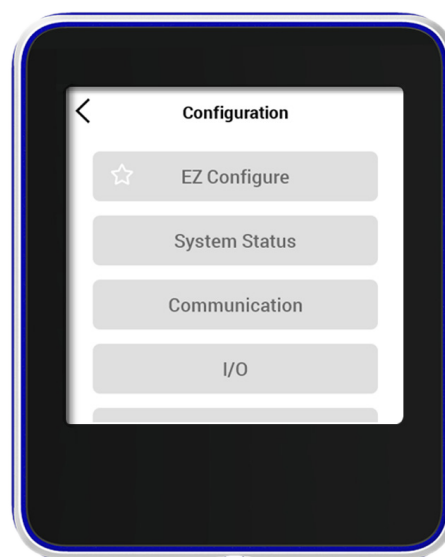 Configuration
EZ Configure
System Status
Communication
I/O